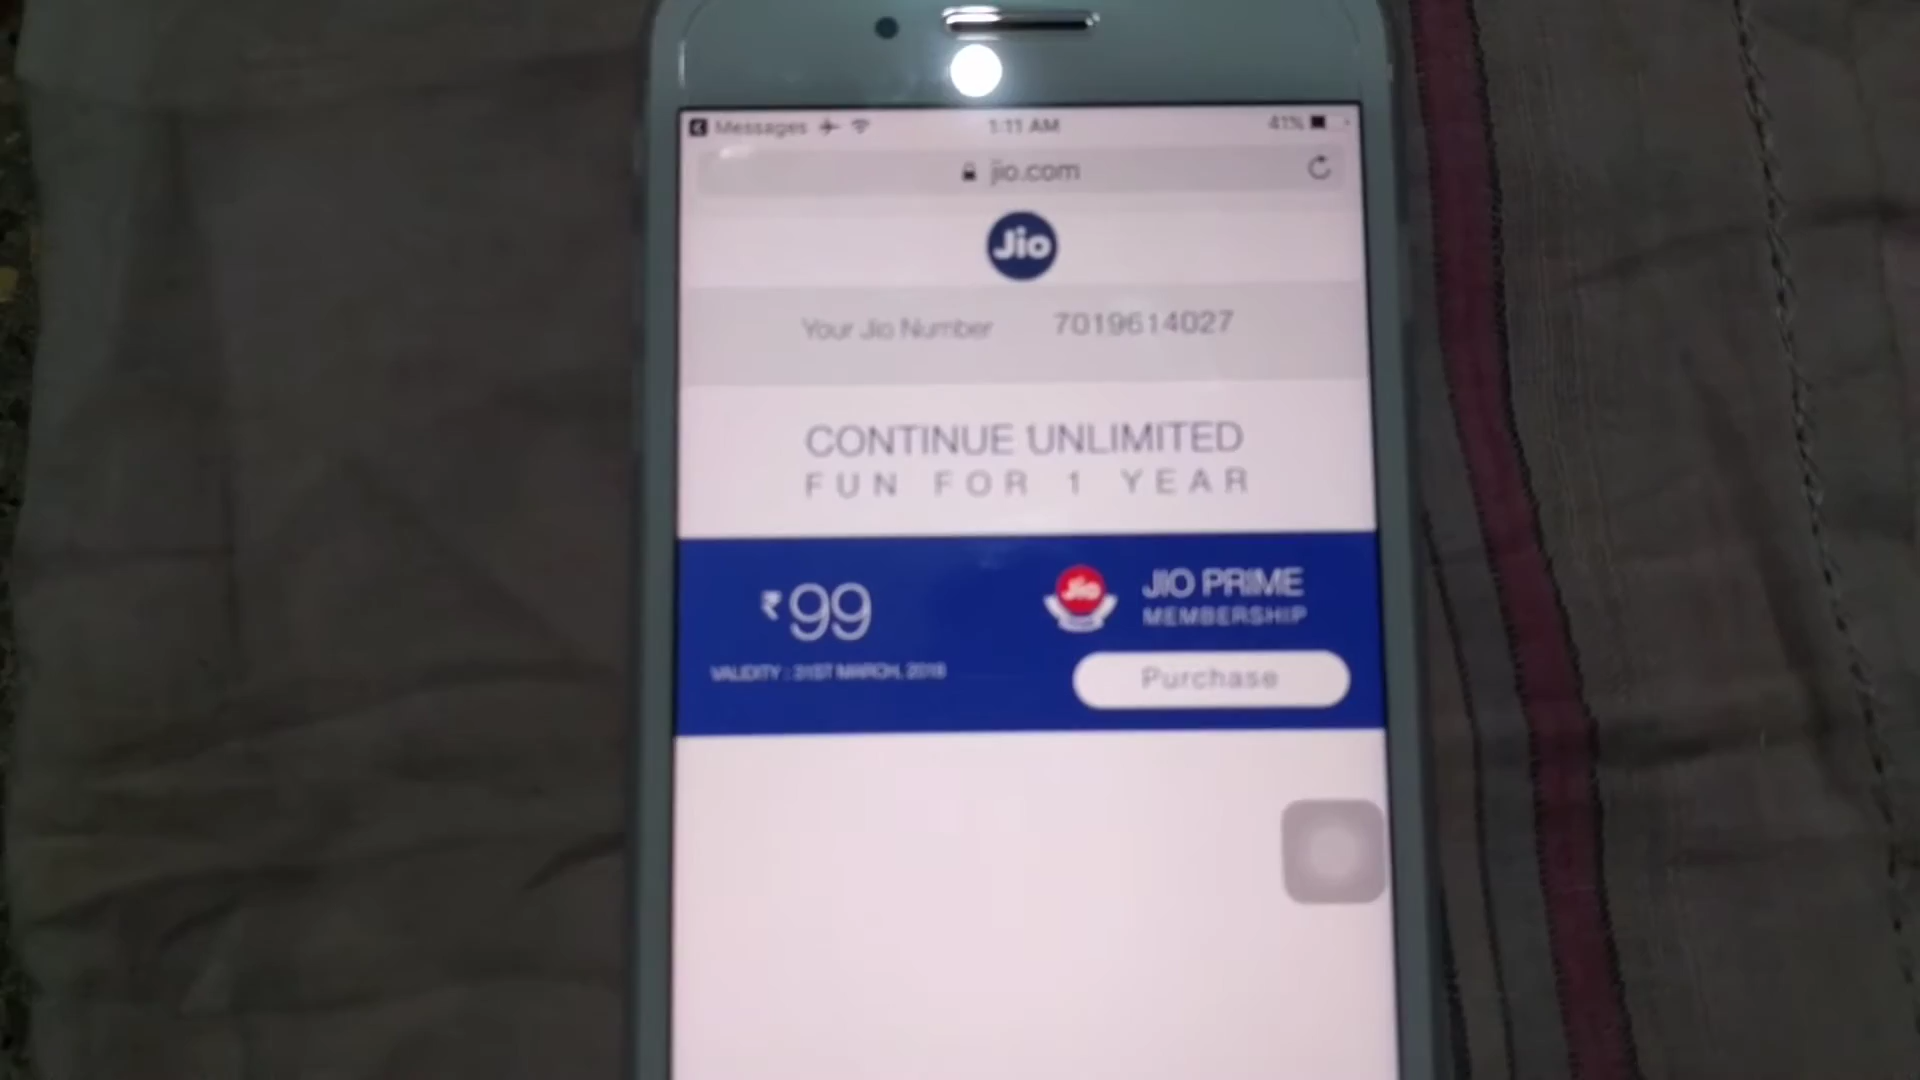 Messages 1:11 AM 41%
jio.com
Jio
Your Jio Number 7019614027
CONTINUE UNLIMITED
FUN FOR 1 YEAR
₹99
VALIDITY : 31ST MARCH, 2018
Jio
JIO PRIME
MEMBERSHIP
Purchase